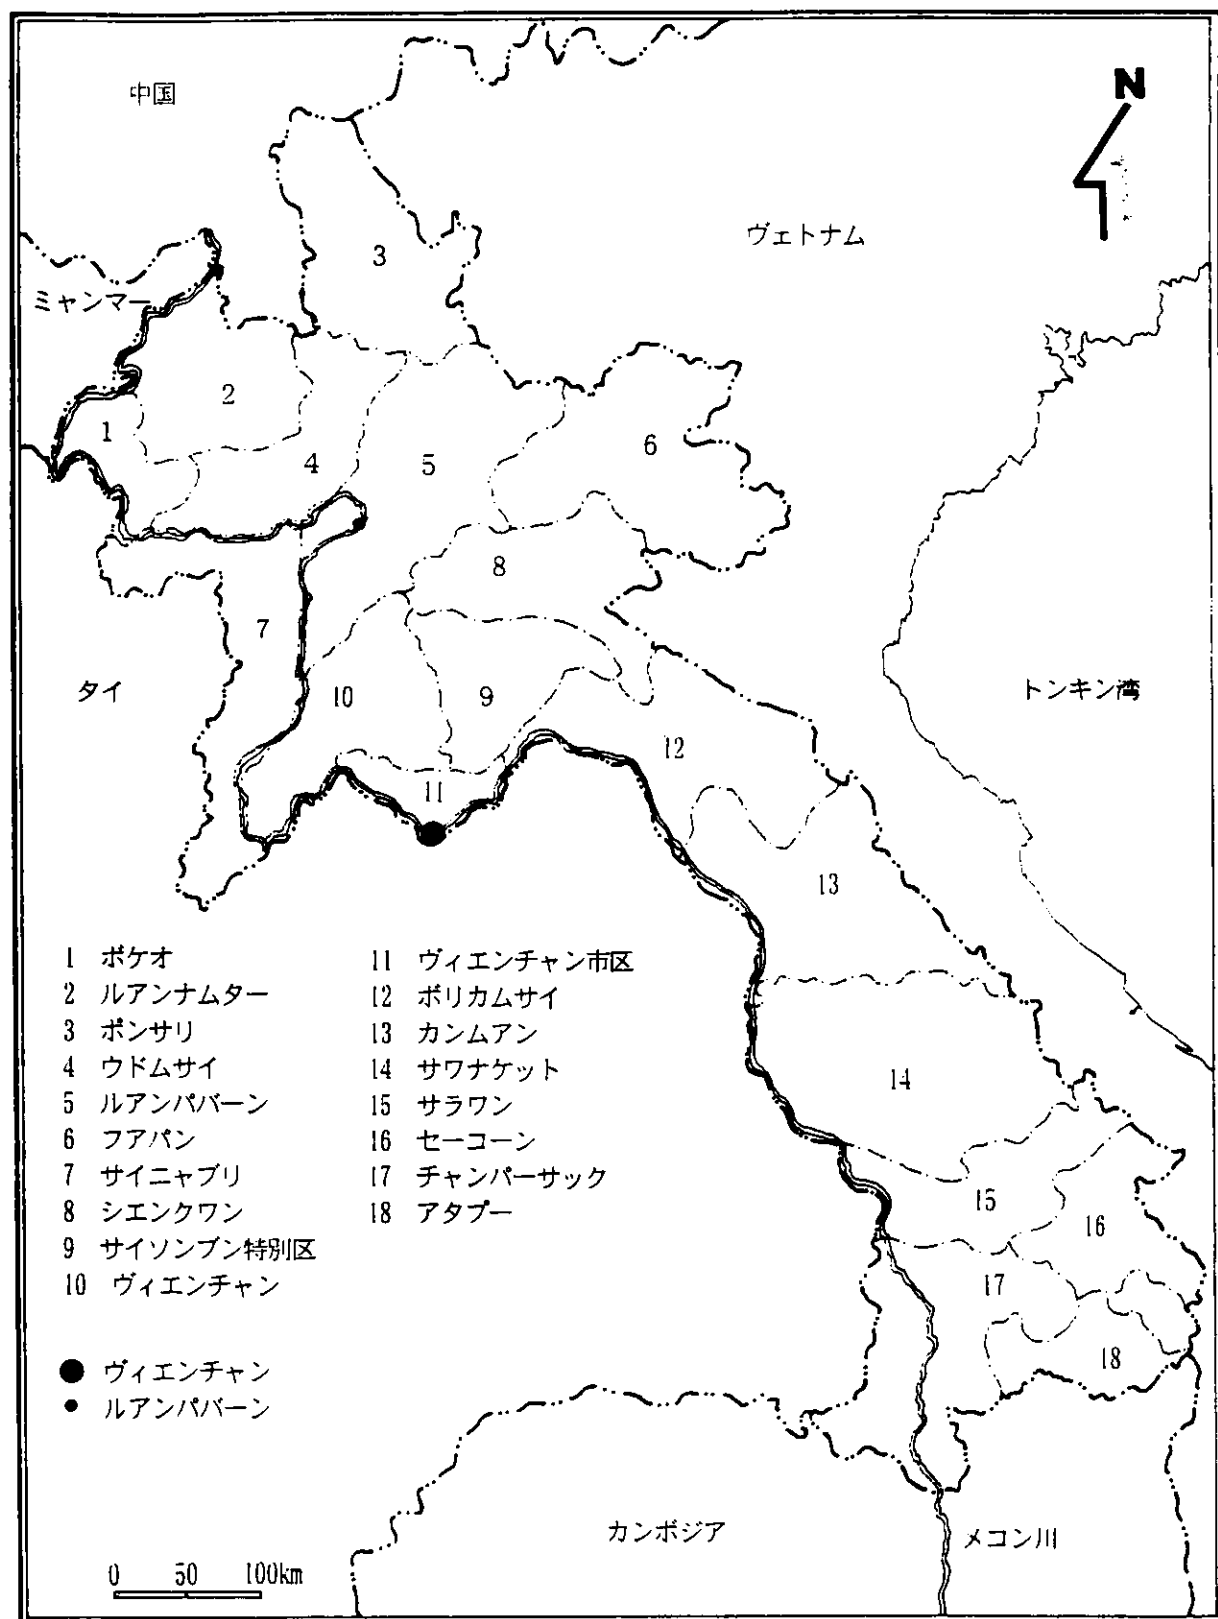 中国
N
ヴェトナム
ミャンマー
3
2
1
4
5
6
8
7
タイ
10
9
12
トンキン湾
11
13
14
15
16
17
18
1 ボケオ
2 ルアンナムター
3 ポンサリ
4 ウドムサイ
5 ルアンパバーン
6 フアパン
7 サイニャブリ
8 シエンクワン
9 サイソンブン特別区
10 ヴィエンチャン
11 ヴィエンチャン市区
12 ボリカムサイ
13 カンムアン
14 サワナケット
15 サラワン
16 セーコーン
17 チャンパーサック
18 アタプー
● ヴィエンチャン
• ルアンパバーン
カンボジア
メコン川
0 50 100km